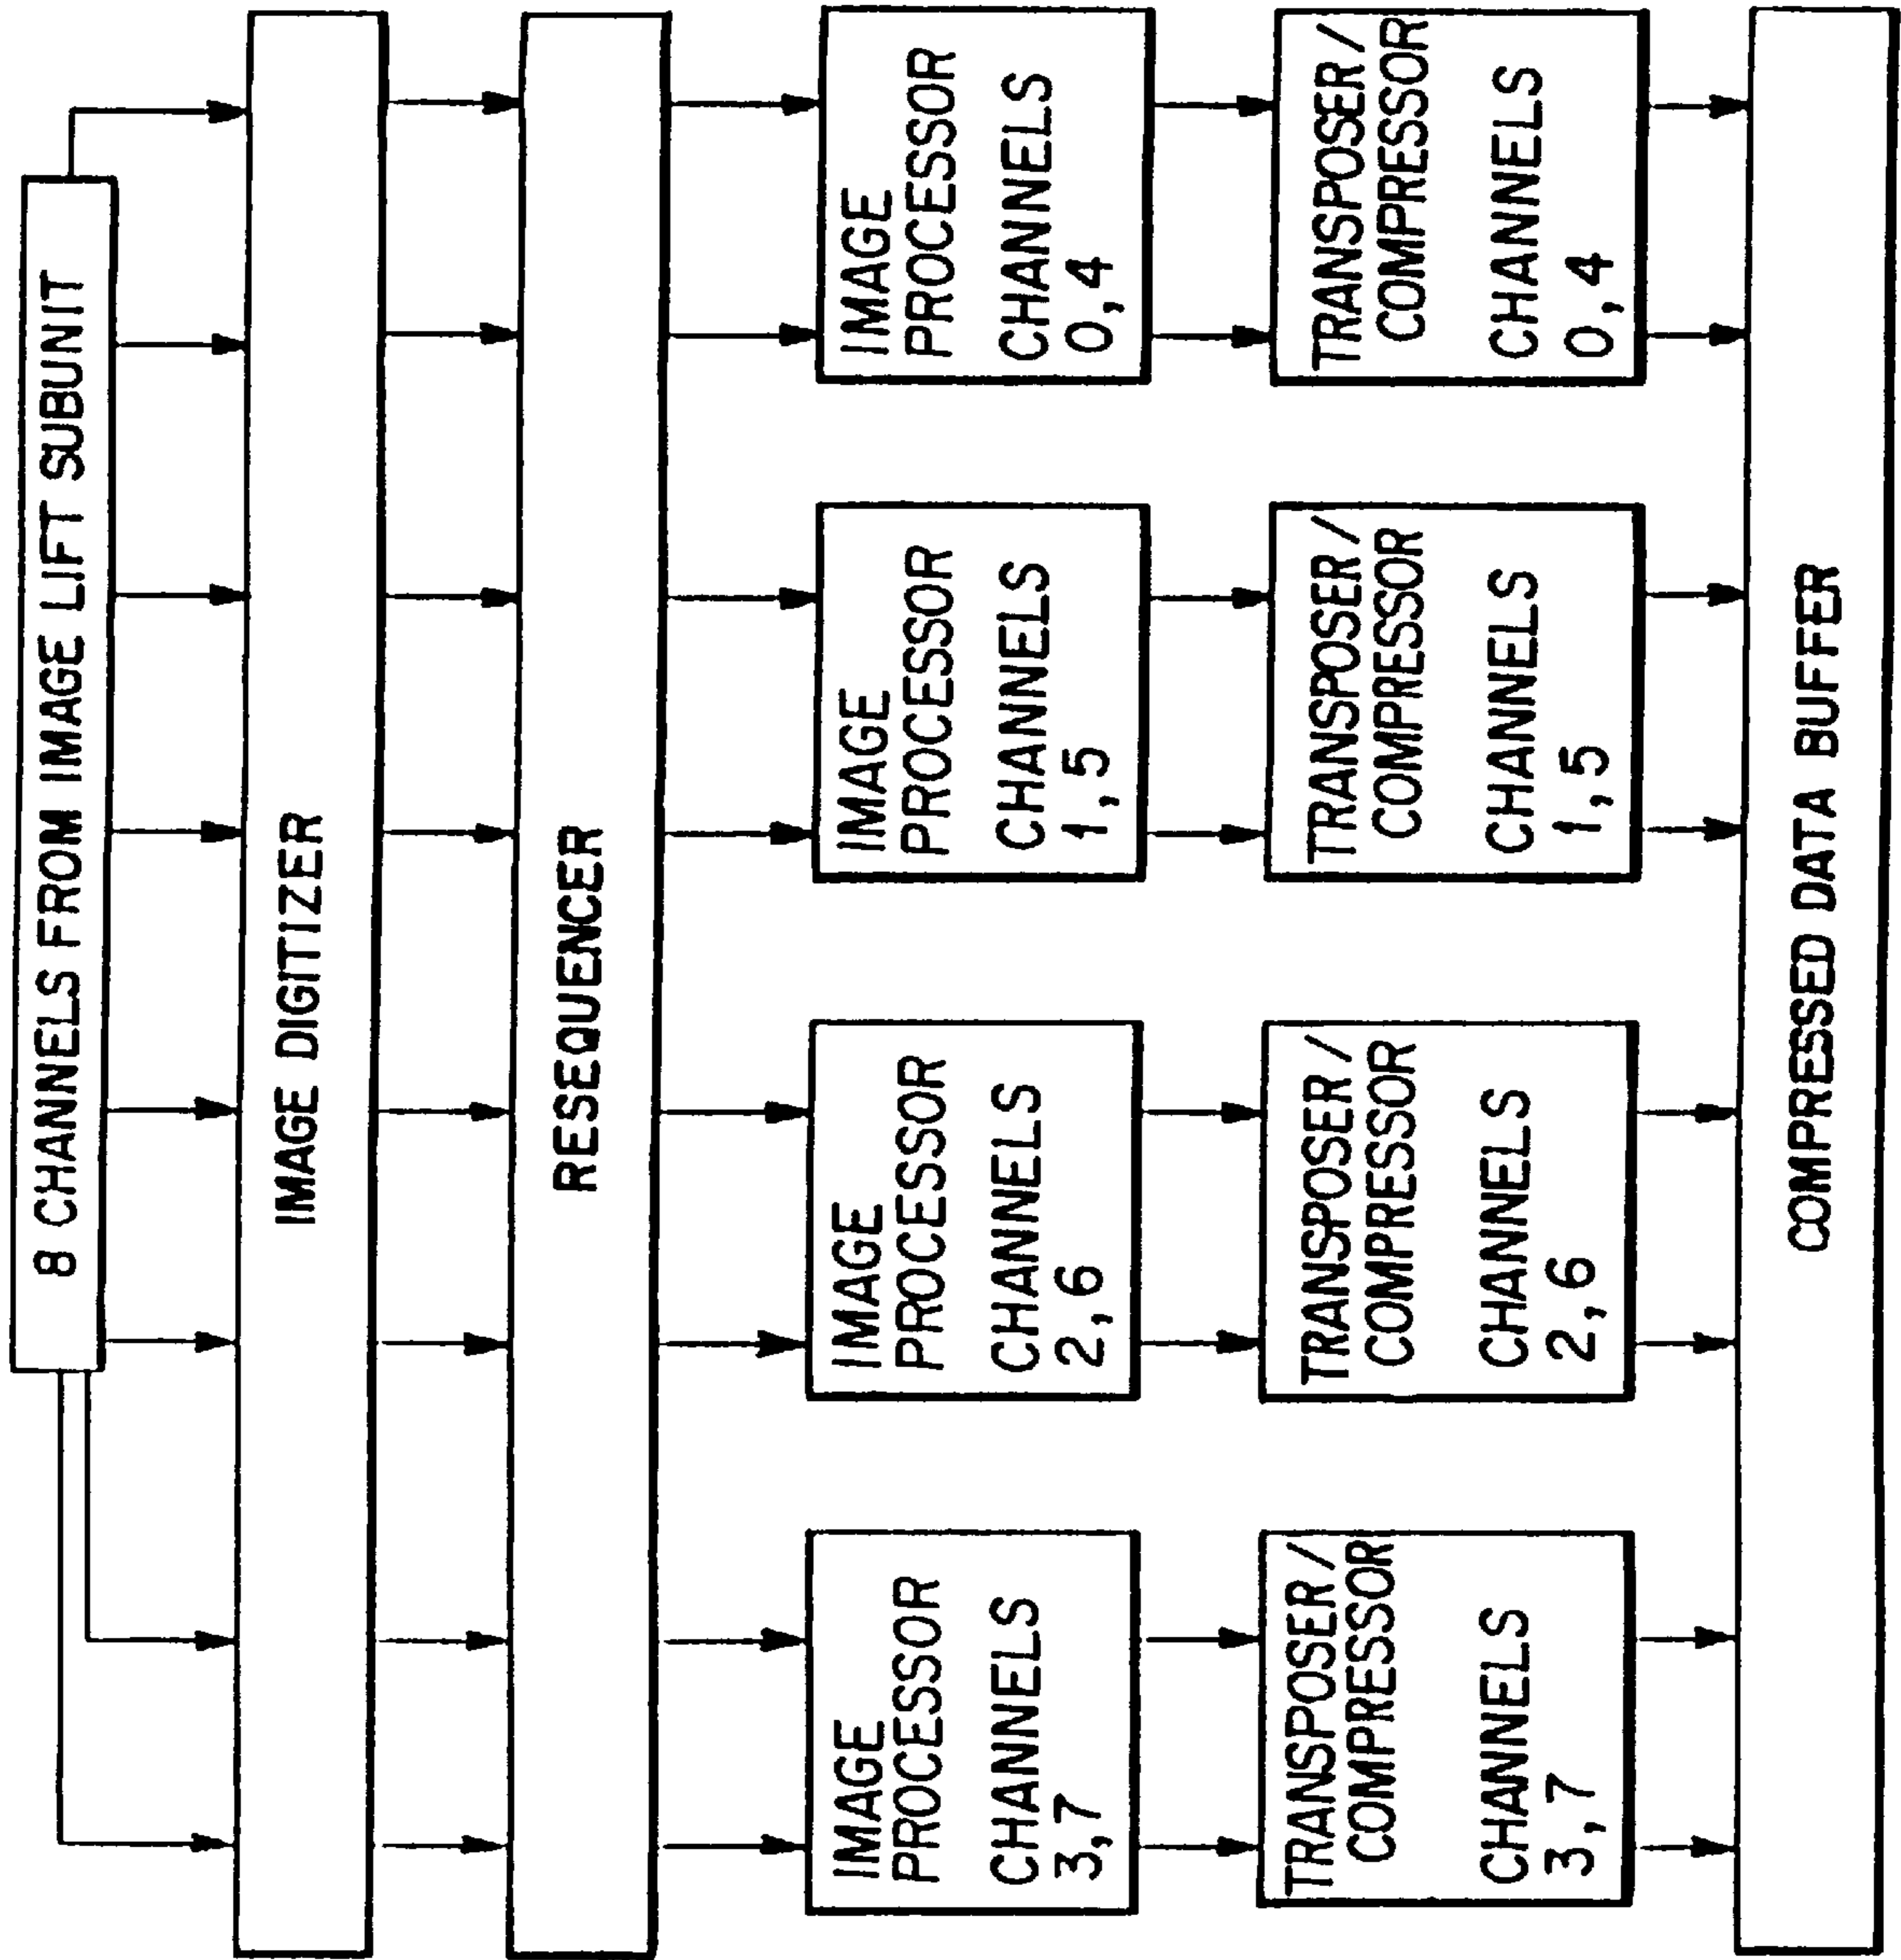 8 CHANNELS FROM IMAGE LIFT SUBUNIT
IMAGE DIGITIZER
RESEQUENCER
IMAGE
PROCESSOR
CHANNELS
3,7
IMAGE
PROCESSOR
CHANNELS
2,6
IMAGE
PROCESSOR
CHANNELS
1,5
IMAGE
PROCESSOR
CHANNELS
0,4
TRANSPOSER/
COMPRESSOR
CHANNELS
3,7
TRANSPOSER/
COMPRESSOR
CHANNELS
2,6
TRANSPOSER/
COMPRESSOR
CHANNELS
1,5
TRANSPOSER/
COMPRESSOR
CHANNELS
0,4
COMPRESSED DATA BUFFER